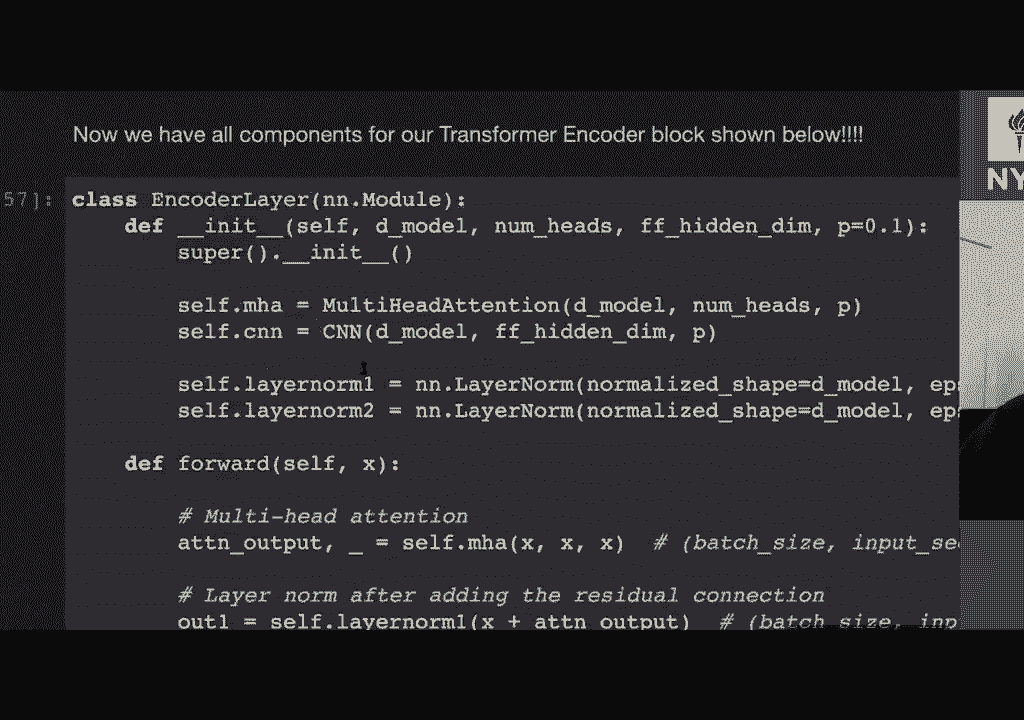 Now we have all components for our Transformer Encoder block shown below!!!!
NY
57]:
class EncoderLayer(nn.Module):
def __init__(self, d_model, num_heads, ff_hidden_dim, p=0.1):
super().__init__()
self.mha = MultiHeadAttention(d_model, num_heads, p)
self.cnn = CNN(d_model, ff_hidden_dim, p)
self.layernorm1 = nn.LayerNorm(normalized_shape=d_model, eps
self.layernorm2 = nn.LayerNorm(normalized_shape=d_model, eps
def forward(self, x):
# Multi-head attention
attn_output, _ = self.mha(x, x, x)  # (batch_size, input_se
# Layer norm after adding the residual connection
out1 = self.layernorm1(x + attn_output)  # (batch_size, inp